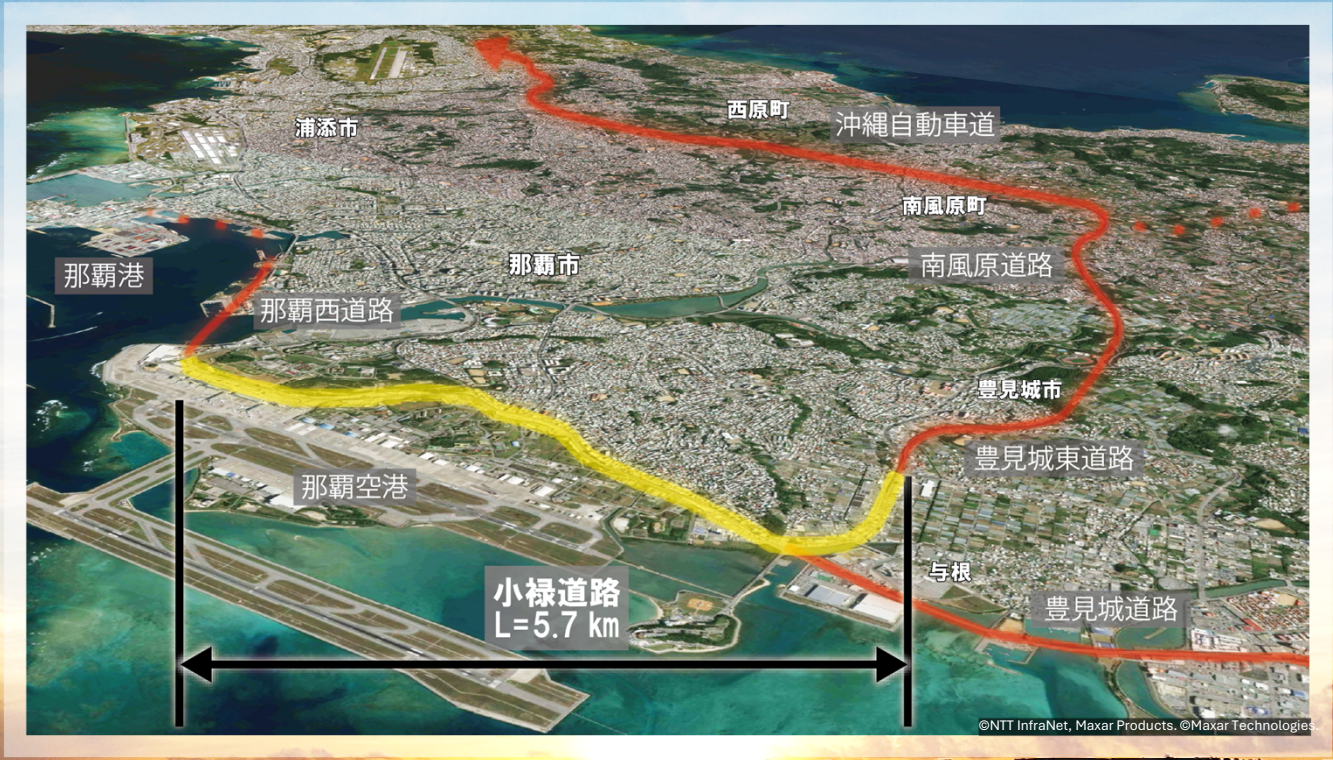 西原町
沖縄自動車道
浦添市
南風原町
那覇港
那覇市
南風原道路
那覇西道路
豊見城市
豊見城東道路
那覇空港
与根
小禄道路
L=5.7 km
豊見城道路
©NTT InfraNet, Maxar Products. ©Maxar Technologies.